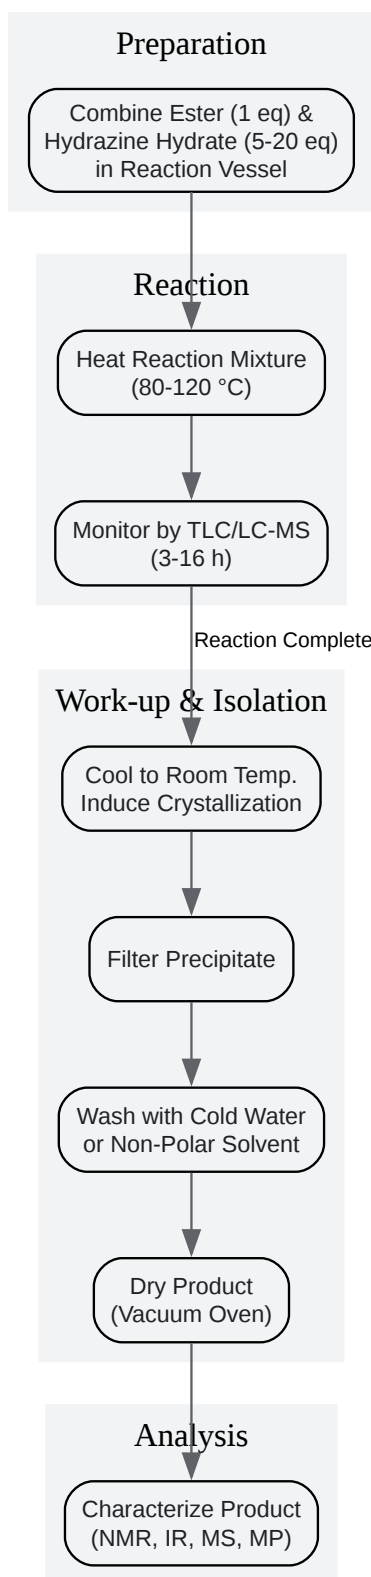 Preparation
Combine Ester (1 eq) &
Hydrazine Hydrate (5-20 eq)
in Reaction Vessel
Reaction
Heat Reaction Mixture
(80-120 °C)
Monitor by TLC/LC-MS
(3-16 h)
Reaction Complete
Work-up & Isolation
Cool to Room Temp.
Induce Crystallization
Filter Precipitate
Wash with Cold Water
or Non-Polar Solvent
Dry Product
(Vacuum Oven)
Analysis
Characterize Product
(NMR, IR, MS, MP)